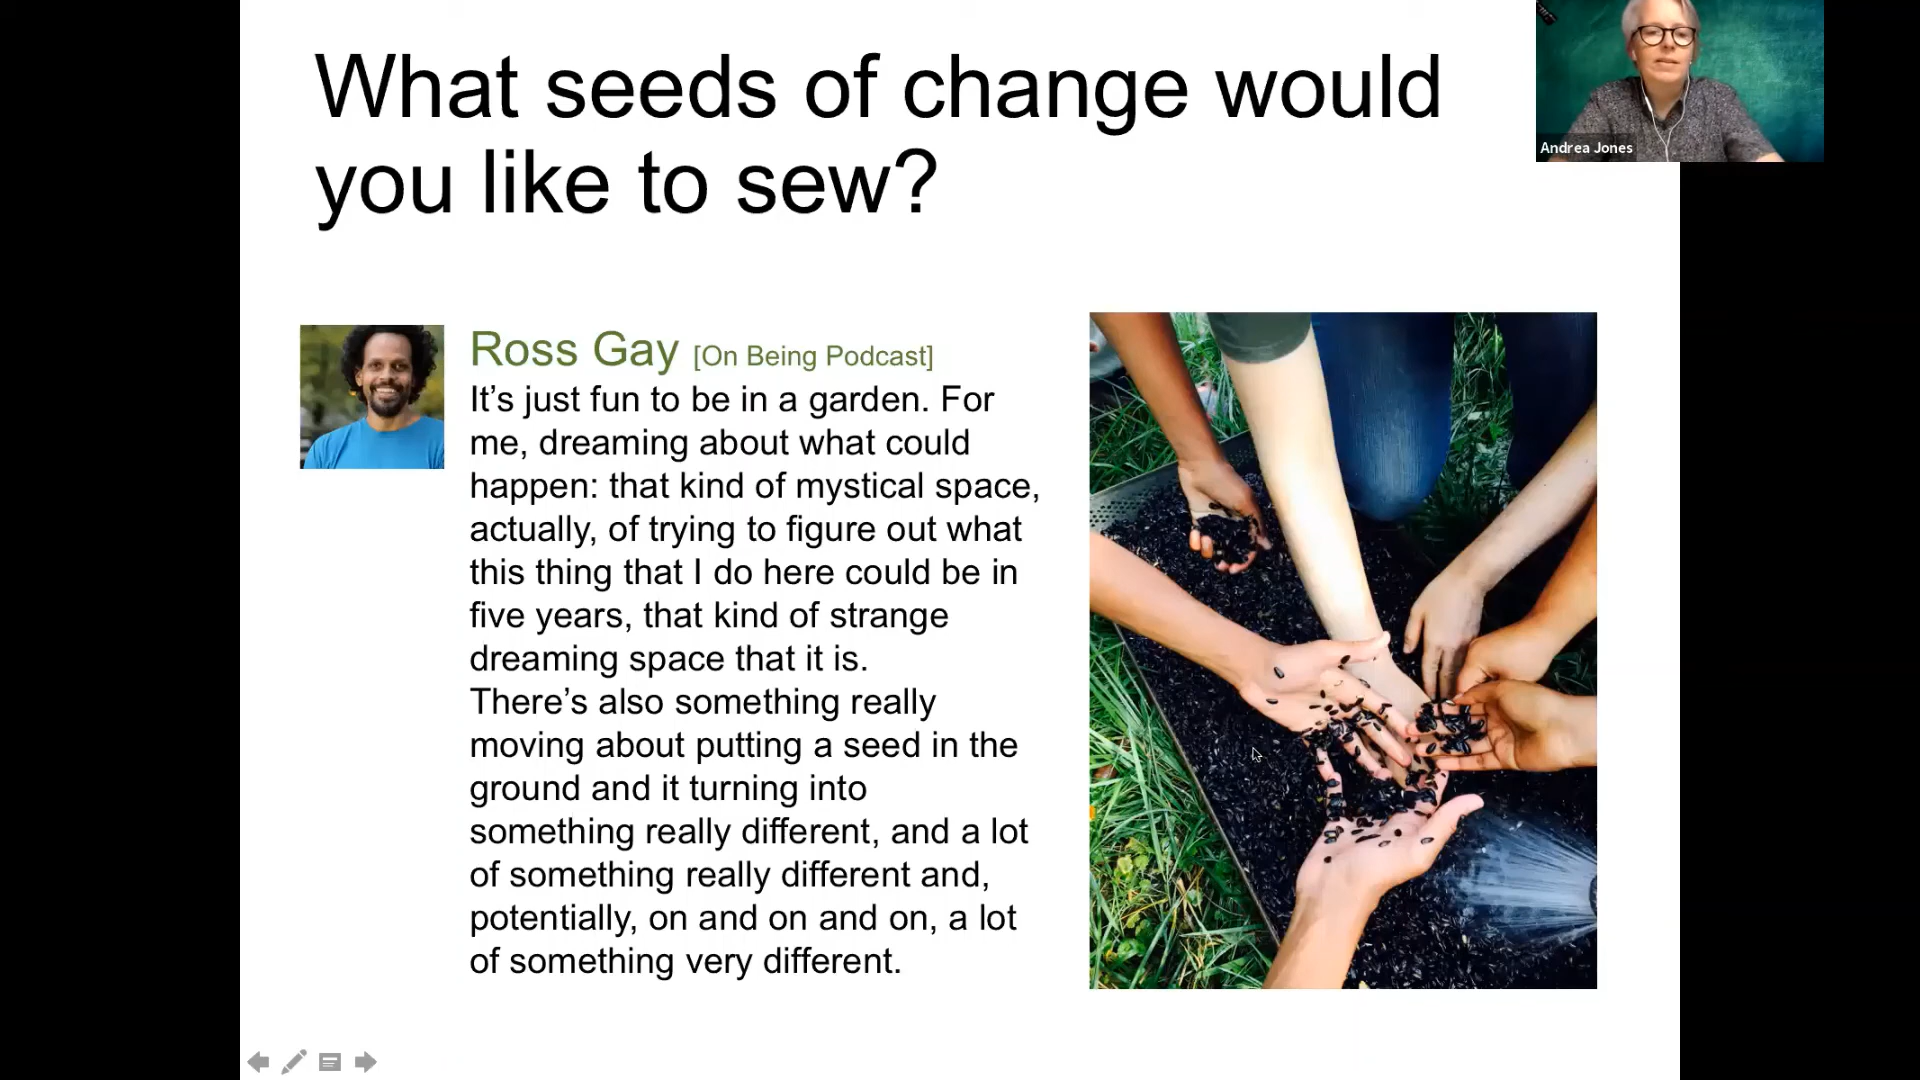 What seeds of change would
you like to sew?
Andrea Jones
Ross Gay [On Being Podcast]
It’s just fun to be in a garden. For
me, dreaming about what could
happen: that kind of mystical space,
actually, of trying to figure out what
this thing that I do here could be in
five years, that kind of strange
dreaming space that it is.
There’s also something really
moving about putting a seed in the
ground and it turning into
something really different, and a lot
of something really different and,
potentially, on and on and on, a lot
of something very different.